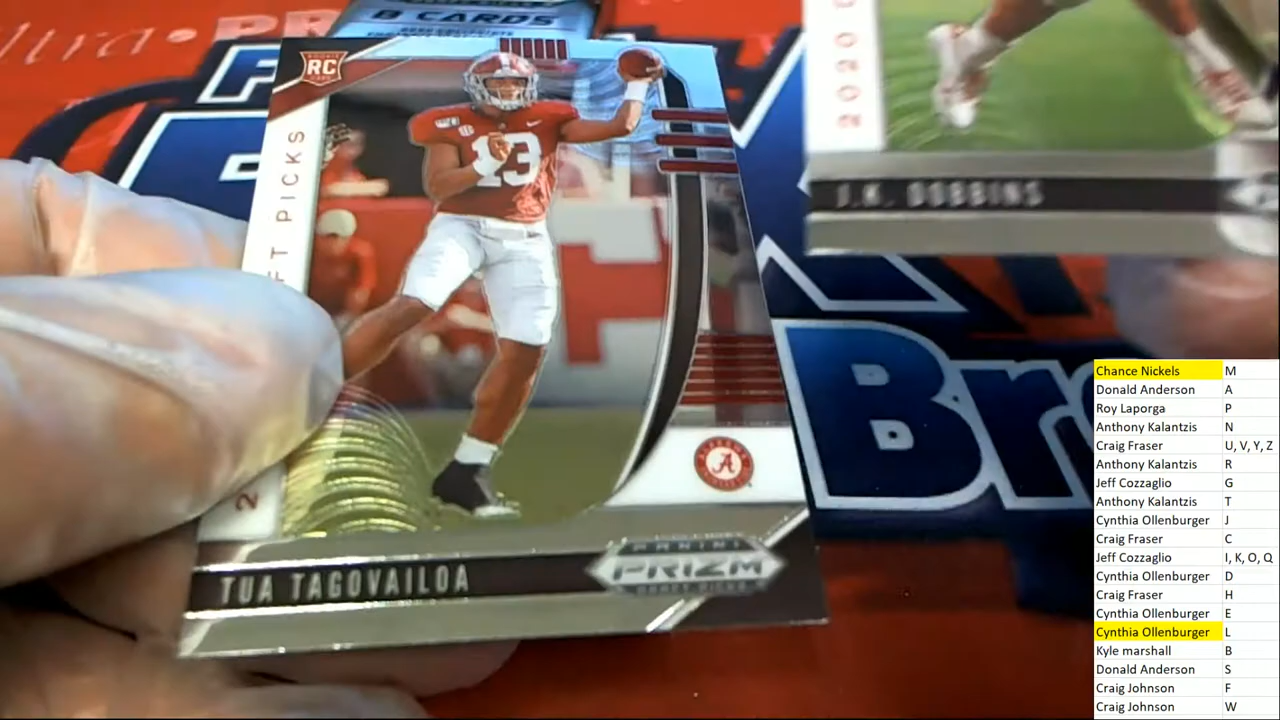 8 CARDS
RC
FT PICKS
13
A
TUA TAGOVAILOA
PANINI
PRIZM
DRAFT PICKS
2020
J.K. DOBBINS
Br
Chance Nickels M
Donald Anderson A
Roy Laporga P
Anthony Kalantzis N
Craig Fraser U, V, Y, Z
Anthony Kalantzis R
Jeff Cozzaglio G
Anthony Kalantzis T
Cynthia Ollenburger J
Craig Fraser C
Jeff Cozzaglio I, K, O, Q
Cynthia Ollenburger D
Craig Fraser H
Cynthia Ollenburger E
Cynthia Ollenburger L
Kyle marshall B
Donald Anderson S
Craig Johnson F
Craig Johnson W